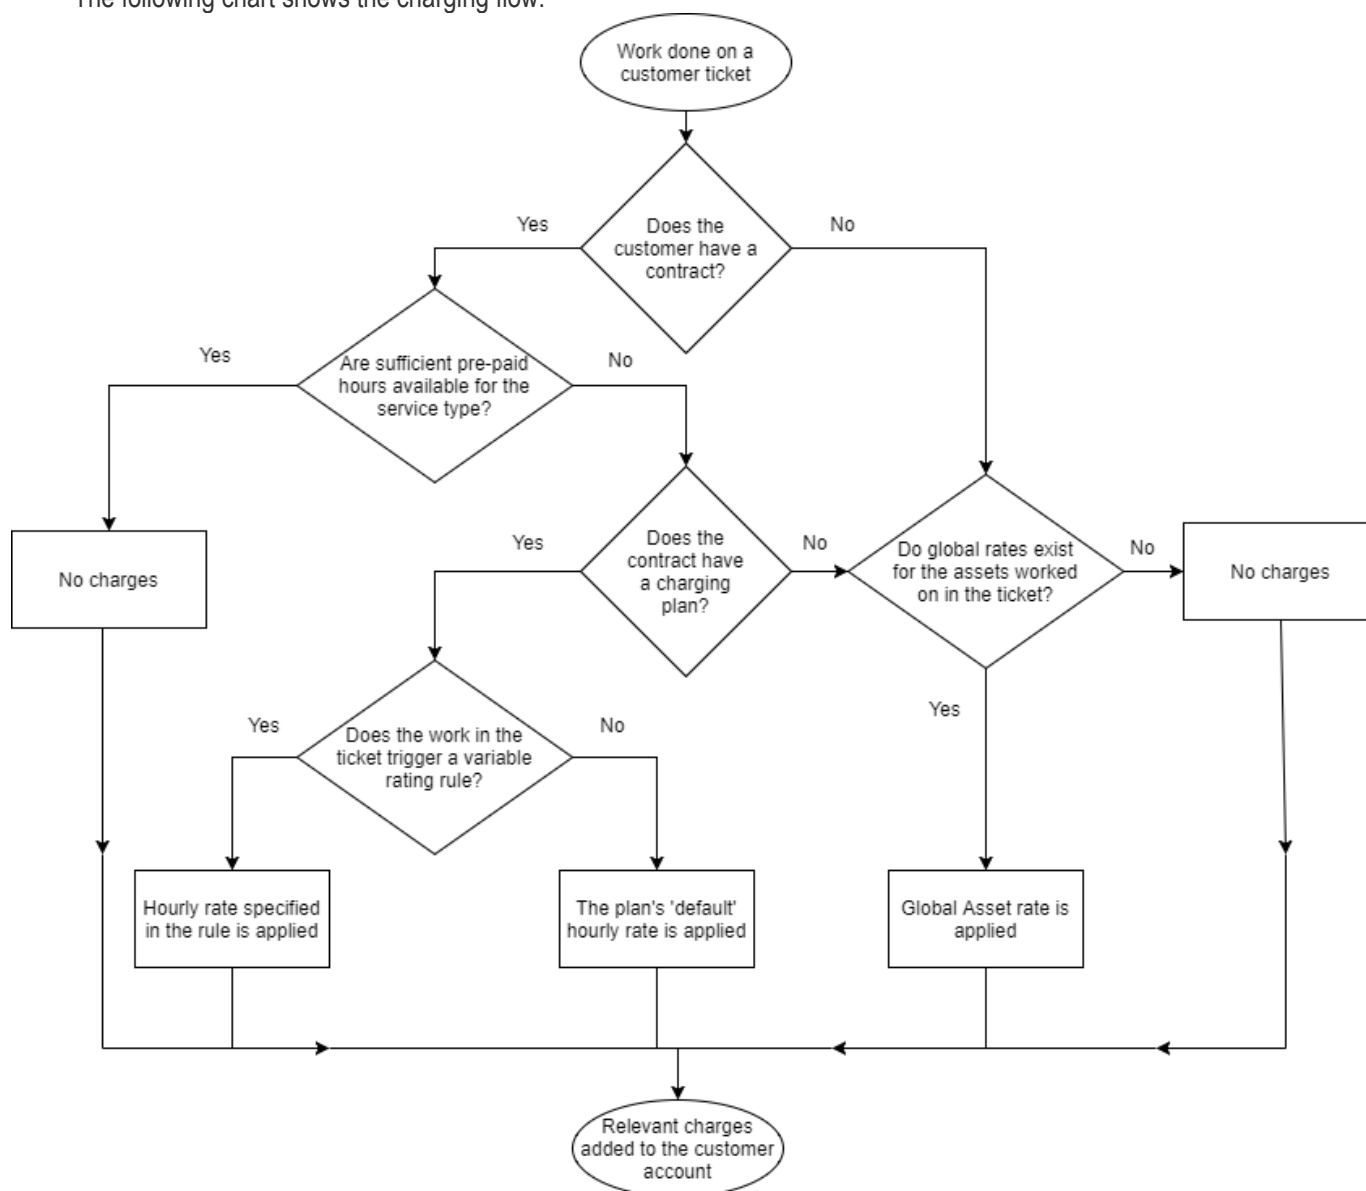 The following chart shows the charging flow.
Work done on a
customer ticket
Does the
customer have a
contract?
Yes
No
Are sufficient pre-paid
hours available for the
service type?
Yes
No
No charges
Does the
contract have
a charging
plan?
Yes
No
Do global rates exist
for the assets worked
on in the ticket?
No
No charges
Yes
Does the work in the
ticket trigger a variable
rating rule?
Yes
No
Hourly rate specified
in the rule is applied
The plan's 'default'
hourly rate is applied
Global Asset rate is
applied
Relevant charges
added to the customer
account